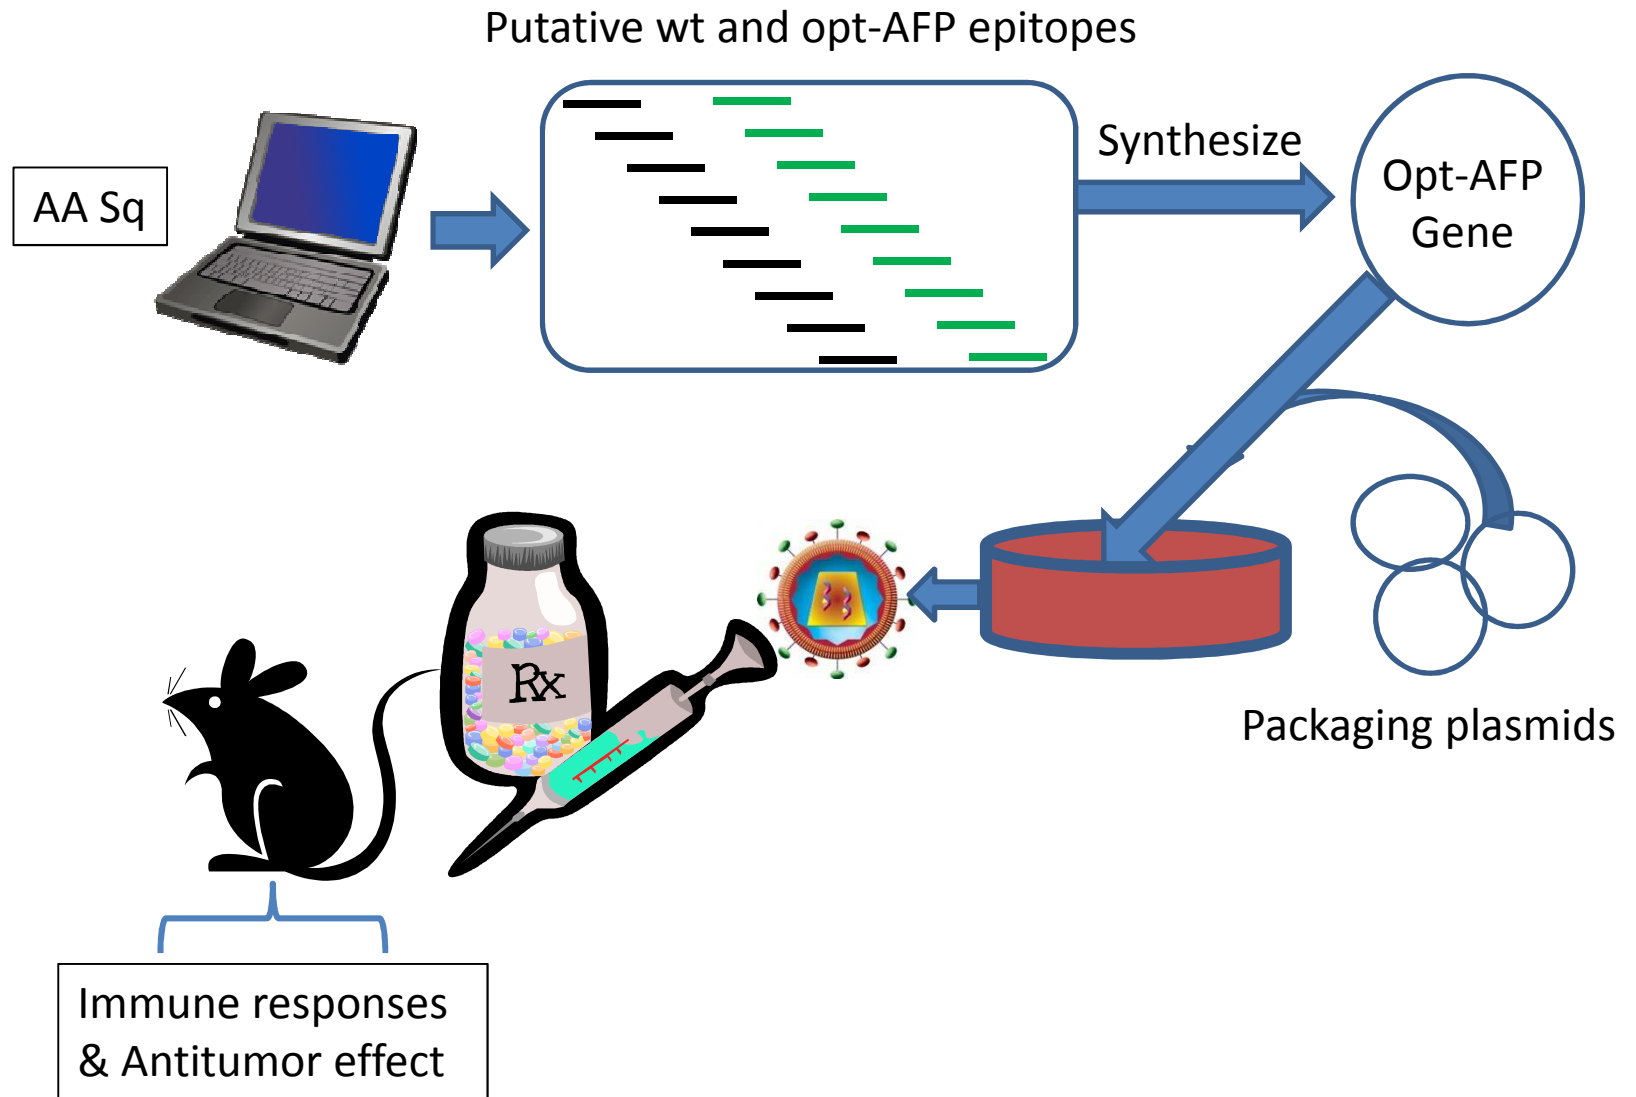 Putative wt and opt-AFP epitopes
AA Sq
Synthesize
Opt-AFP
Gene
Rx
Packaging plasmids
Immune responses
& Antitumor effect